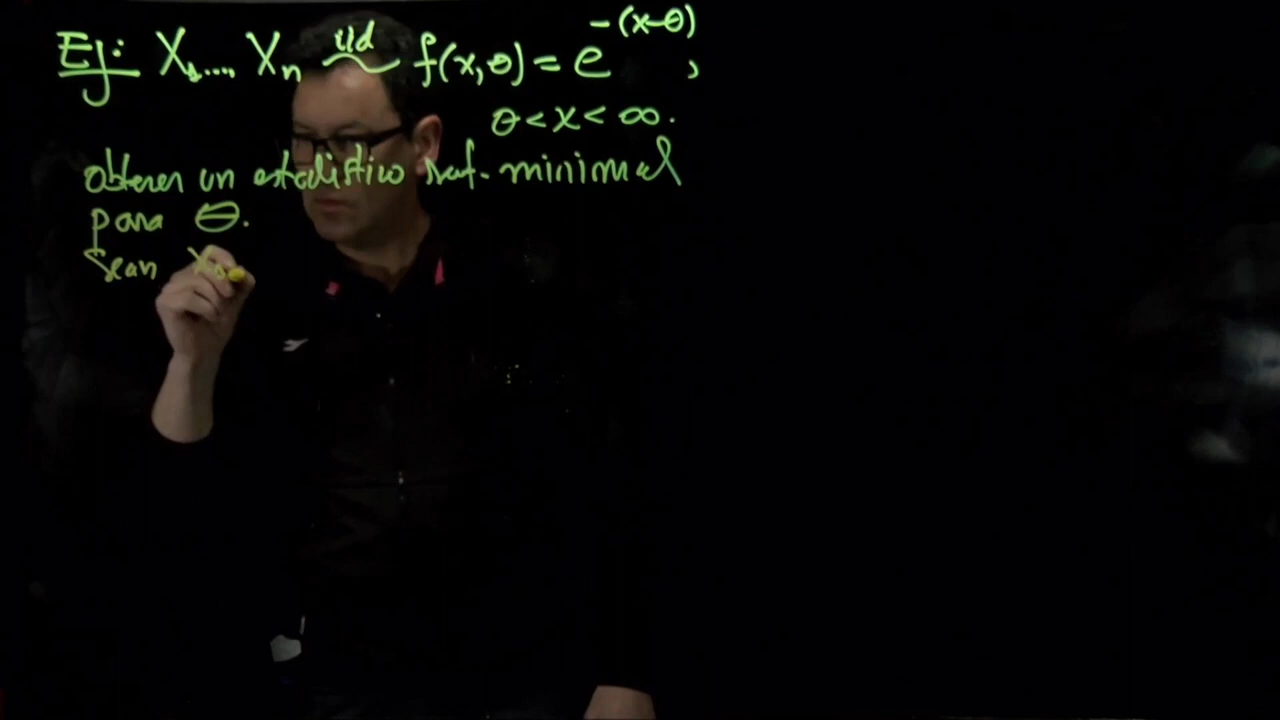 Ej: X₁.... Xₙ iid ~ f(x,θ) = e^{-(x-θ)} ,
θ < x < ∞.
obtener un estadístico suf. minimal
para θ.
Sean